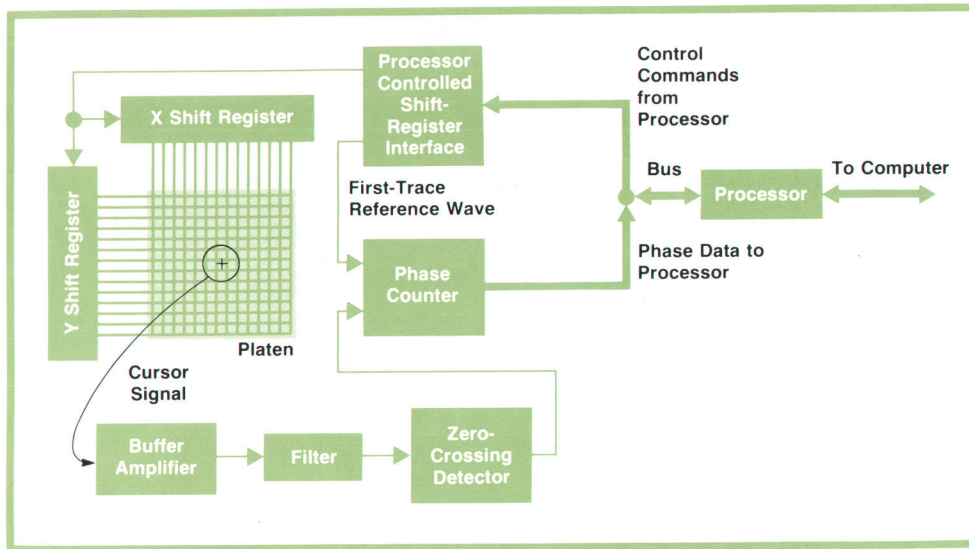 Processor
Controlled
Shift-
Register
Interface
Control
Commands
from
Processor
X Shift Register
Y Shift Register
First-Trace
Reference Wave
Bus
Processor
To Computer
Phase
Counter
Phase Data to
Processor
Platen
Cursor
Signal
Buffer
Amplifier
Filter
Zero-
Crossing
Detector